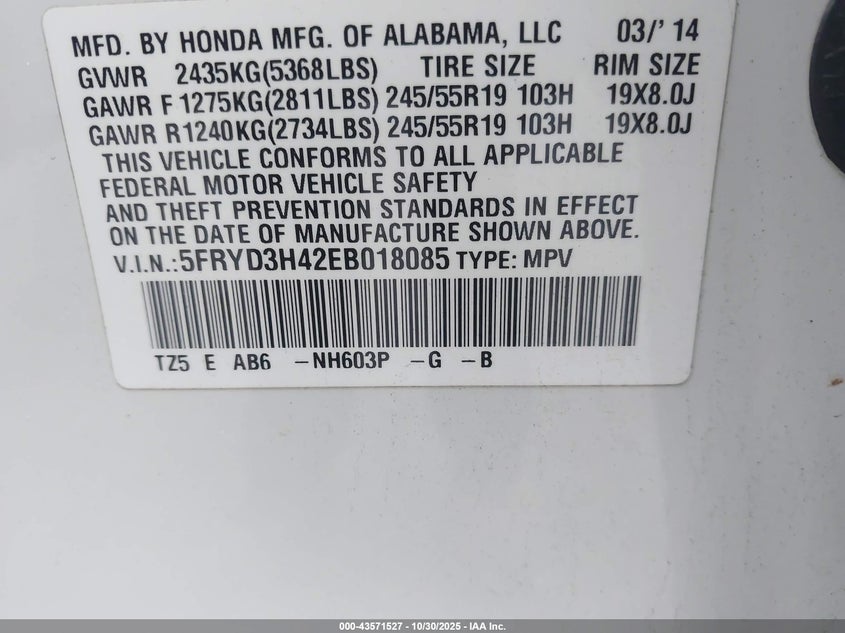 MFD. BY HONDA MFG. OF ALABAMA, LLC 03/' 14
GVWR 2435KG(5368LBS) TIRE SIZE RIM SIZE
GAWR F 1275KG(2811LBS) 245/55R19 103H 19X8.0J
GAWR R1240KG(2734LBS) 245/55R19 103H 19X8.0J
THIS VEHICLE CONFORMS TO ALL APPLICABLE
FEDERAL MOTOR VEHICLE SAFETY
AND THEFT PREVENTION STANDARDS IN EFFECT
ON THE DATE OF MANUFACTURE SHOWN ABOVE.
V.I.N.:5FRYD3H42EB018085 TYPE: MPV
TZ5 E AB6 -NH603P -G -B
000-43571527 - 10/30/2025 - IAA Inc.